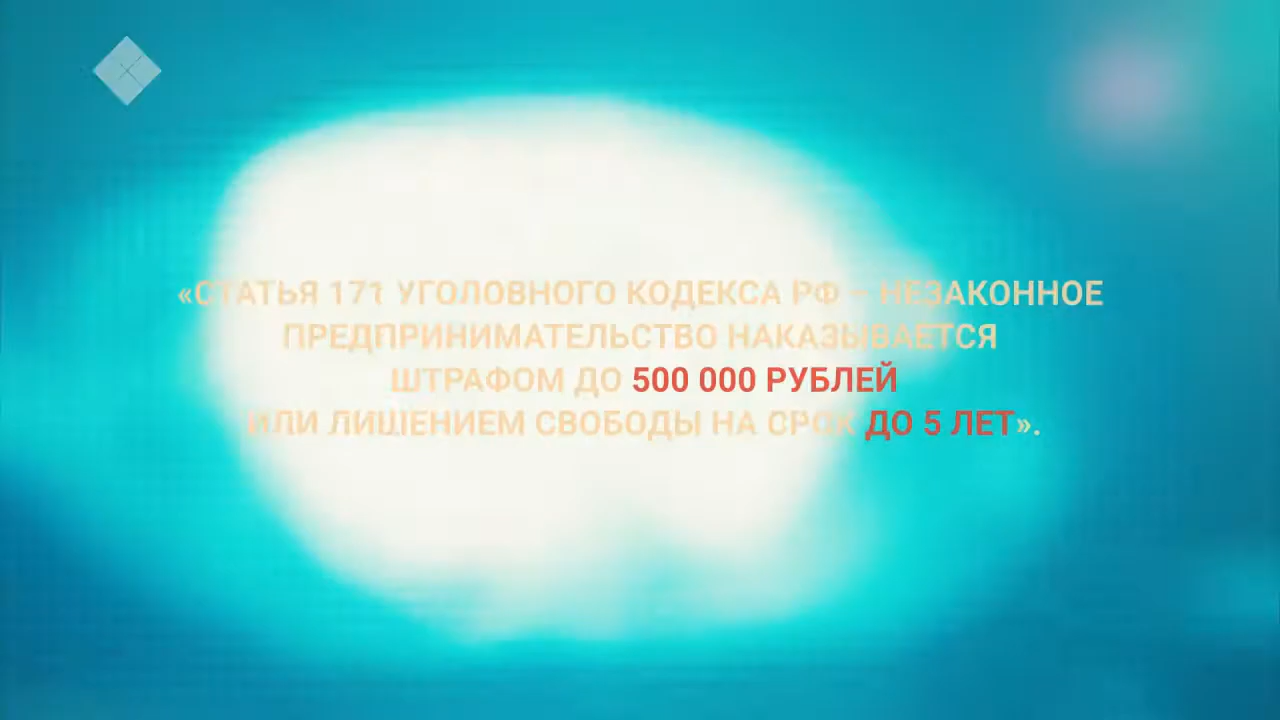 «СТАТЬЯ 171 УГОЛОВНОГО КОДЕКСА РФ – НЕЗАКОННОЕ
ПРЕДПРИНИМАТЕЛЬСТВО НАКАЗЫВАЕТСЯ
ШТРАФОМ ДО 500 000 РУБЛЕЙ
ИЛИ ЛИШЕНИЕМ СВОБОДЫ НА СРОК ДО 5 ЛЕТ».